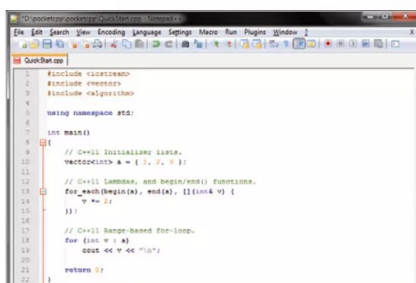 *D:\pocketcpp\pocketcpp\QuickStart.cpp - Notepad++
File Edit Search View Encoding Language Settings Macro Run Plugins Window ? X
QuickStart.cpp
1 #include <iostream>
2 #include <vector>
3 #include <algorithm>
4
5 using namespace std;
6
7 int main()
8 {
9 // C++11 Initializer lists.
10 vector<int> a = { 1, 2, 3 };
11
12 // C++11 Lambdas, and begin/end() functions.
13 for_each(begin(a), end(a), [](int& v) {
14 v *= 2;
15 });
16
17 // C++11 Range-based for-loop.
18 for (int v : a)
19 cout << v << "\n";
20
21 return 0;
22 }